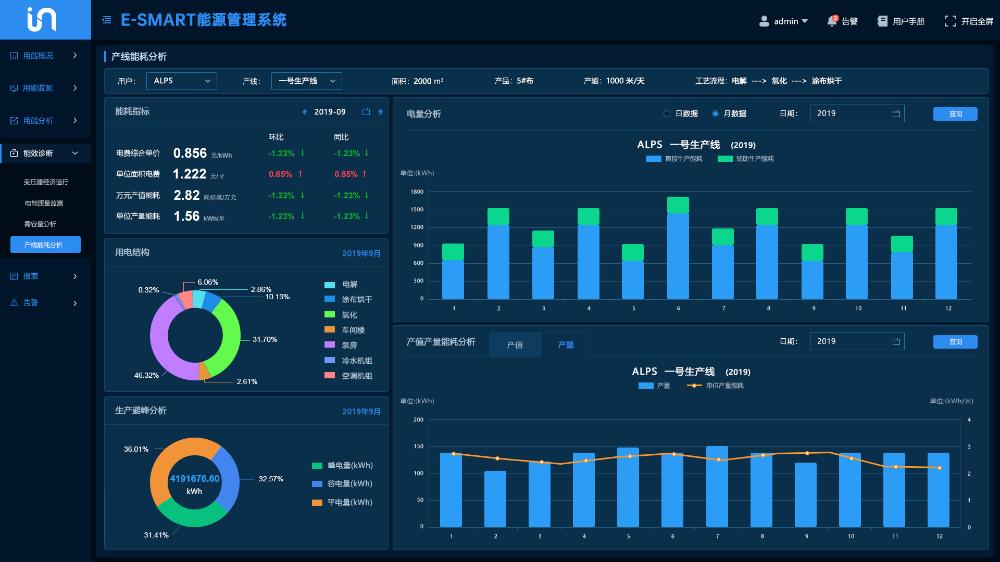 in
E-SMART能源管理系统
admin
2
告警
用户手册
开启全屏
用能概况
用能监测
用能分析
能效诊断
变压器经济运行
电能质量监测
需容量分析
产线能耗分析
报表
告警
产线能耗分析
用户： ALPS 产线： 一号生产线 面积：2000 m³ 产品：5#布 产能：1000 米/天 工艺流程：电解 ---> 氧化 ---> 涂布烘干
能耗指标 2019-09
环比 同比
电费综合单价 0.856 元/kWh -1.23% ↓ -1.23% ↓
单位面积电费 1.222 元/㎡ 0.65% ↑ 0.65% ↑
万元产值能耗 2.82 吨标煤/万元 -1.23% ↓ -1.23% ↓
单位产量能耗 1.56 kWh/米 -1.23% ↓ -1.23% ↓
用电结构 2019年9月
6.06%
0.32%
2.86%
10.13%
31.70%
46.32%
2.61%
电解
涂布烘干
氧化
车间楼
泵房
冷水机组
空调机组
生产避峰分析 2019年9月
36.01%
32.57%
4191676.60
kWh
31.41%
峰电量(kWh)
谷电量(kWh)
平电量(kWh)
电量分析 日数据 月数据 日期： 2019 查询
ALPS 一号生产线 (2019)
直接生产能耗 辅助生产能耗
单位:(kWh)
1800
1500
1200
900
600
300
0
1 2 3 4 5 6 7 8 9 10 11 12
产值产量能耗分析 产值 产量 日期： 2019 查询
ALPS 一号生产线 (2019)
产量 单位产量能耗
单位:(kWh) 单位:(kWh/米)
200 4
150 3
100 2
50 1
0 0
1 2 3 4 5 6 7 8 9 10 11 12